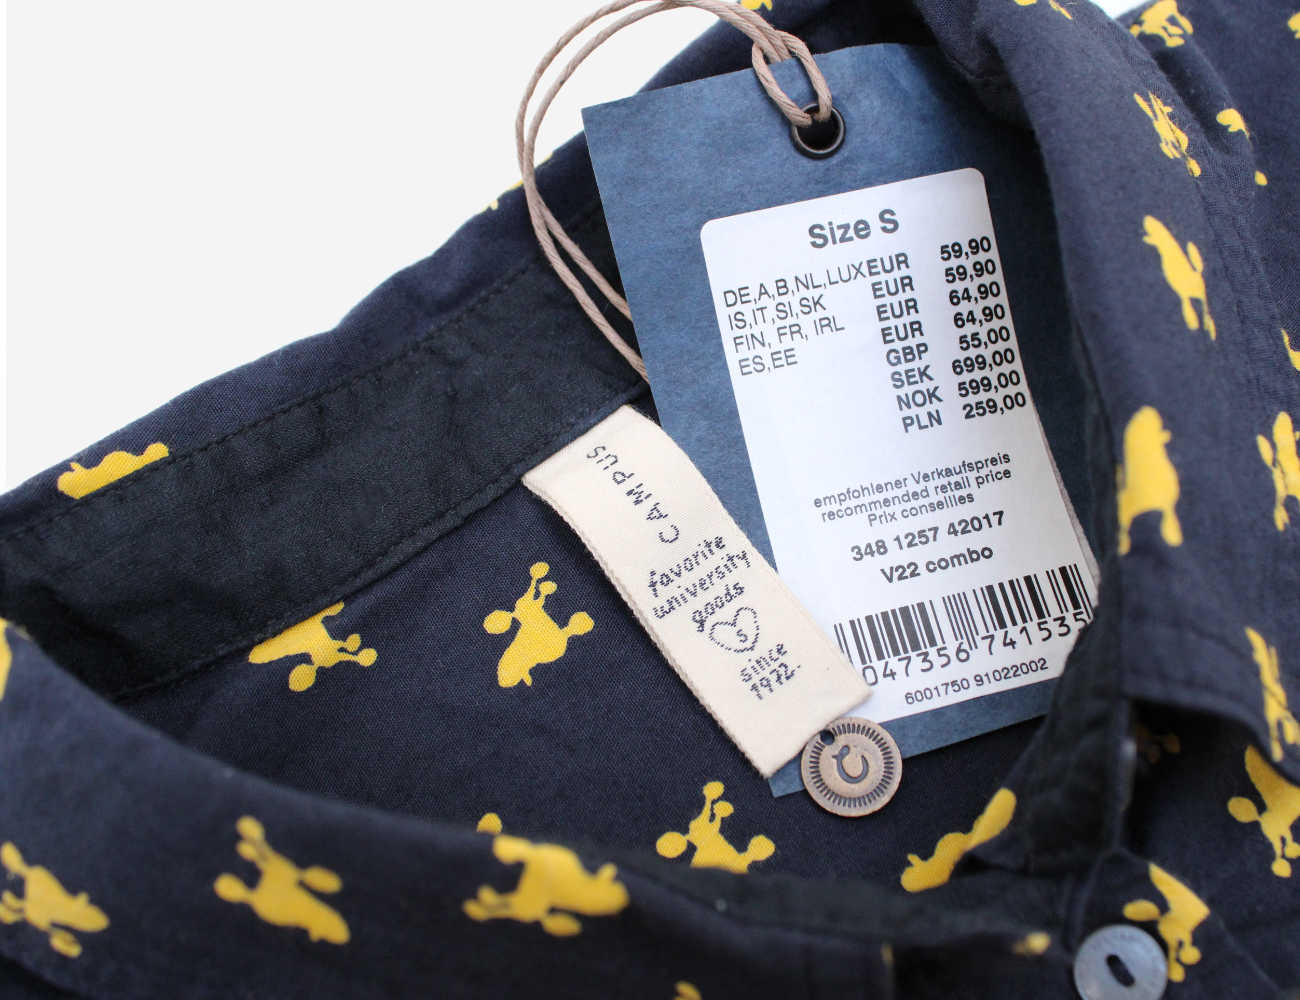 Size S
DE,A,B,NL,LUX EUR 59,90
IS,IT,SI,SK EUR 59,90
FIN, FR, IRL EUR 64,90
ES,EE EUR 64,90
GBP 55,00
SEK 699,00
NOK 599,00
PLN 259,00
empfohlener Verkaufspreis
recommended retail price
Prix conseilles
348 1257 42017
V22 combo
047356 741535
6001750 91022002
CAMPUS
favorite
university
goods
S
since
1972.